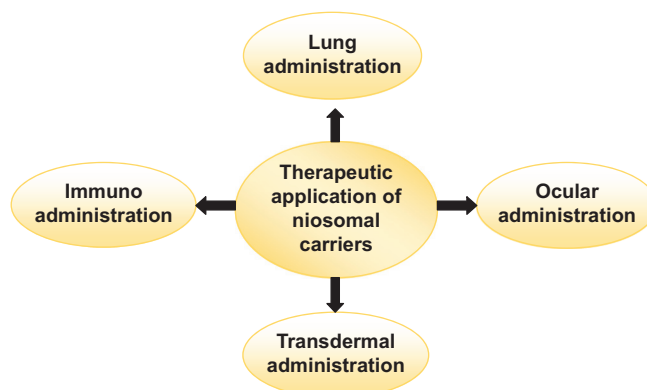 Lung
administration
Therapeutic
application of
niosomal
carriers
Immuno
administration
Ocular
administration
Transdermal
administration